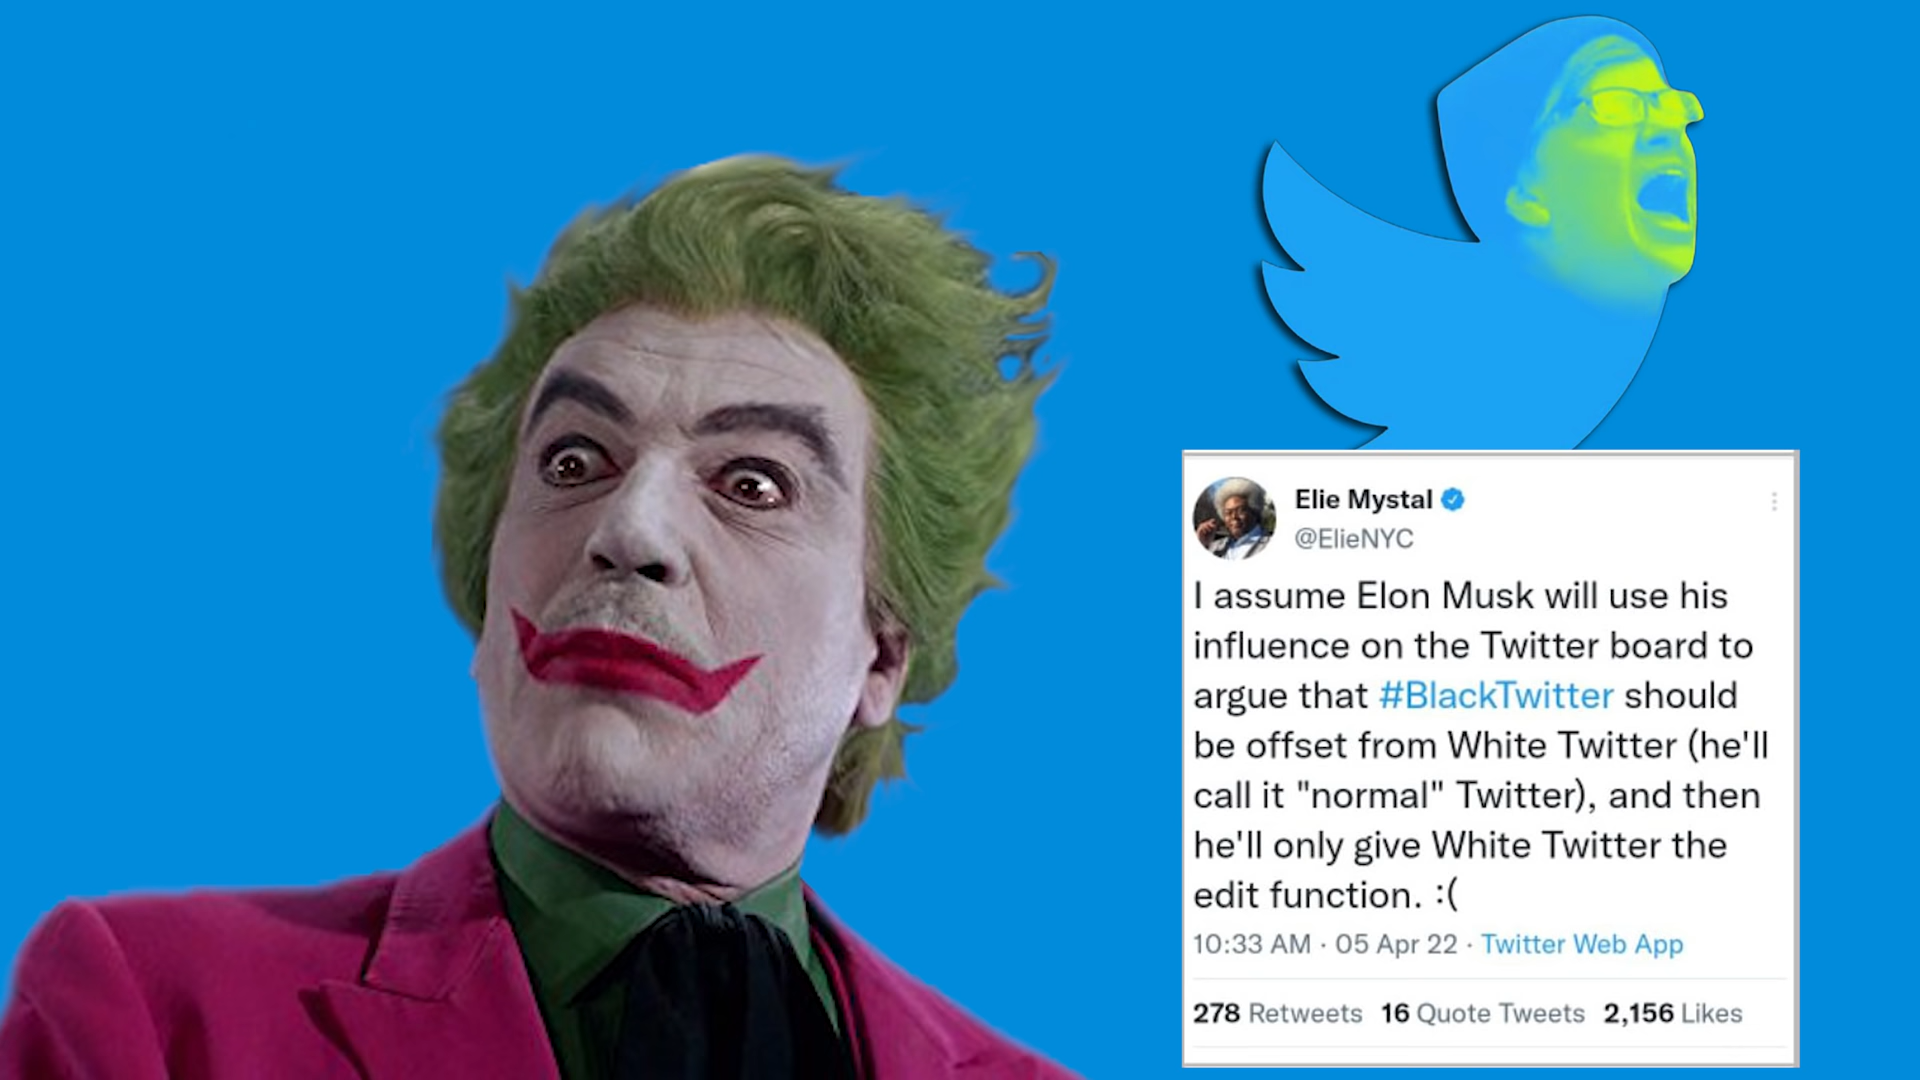 Elie Mystal
@ElieNYC
I assume Elon Musk will use his
influence on the Twitter board to
argue that #BlackTwitter should
be offset from White Twitter (he'll
call it "normal" Twitter), and then
he'll only give White Twitter the
edit function. :(
10:33 AM · 05 Apr 22 · Twitter Web App
278 Retweets 16 Quote Tweets 2,156 Likes